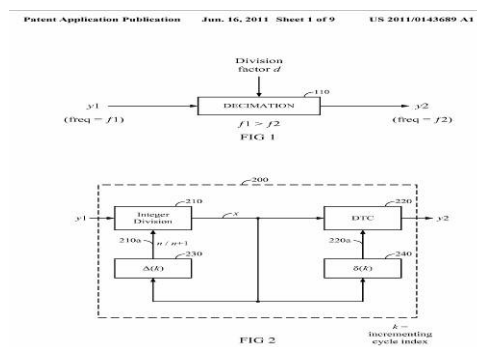 Patent Application Publication Jun. 16, 2011 Sheet 1 of 9 US 2011/0143689 A1
Division
factor d
110
y1 DECIMATION y2
(freq = f1) f1 > f2 (freq = f2)
FIG 1
200
210 220
y1 Integer Division x DTC y2
210a n / n+1 220a
230 240
Δ(k) δ(k)
k =
incrementing
cycle index
FIG 2